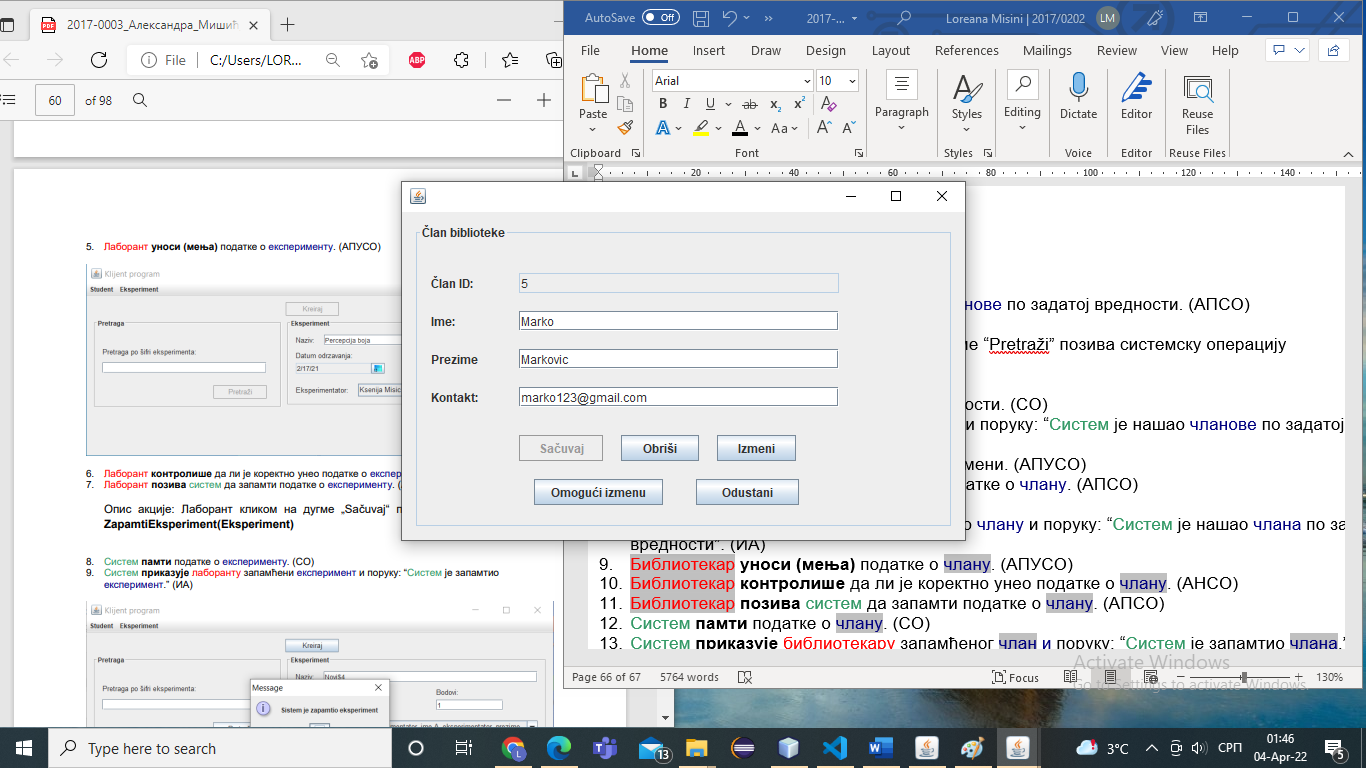 2017-0003_Александра_Мишић
File
C:/Users/LOR...
ABP
60
of 98
5. Лаборант уноси (мења) податке о експерименту. (АПУСО)
Klijent program
Student Eksperiment
Kreiraj
Pretraga
Eksperiment
Naziv:
Percepcija boja
Pretraga po šifri eksperimenta:
Datum odrzavanja:
2/17/21
Pretraži
Eksperimentator:
Ksenija Misic
6. Лаборант контролише да ли је коректно унео податке о експер
7. Лаборант позива систем да запамти податке о експерименту. (
Опис акције: Лаборант кликом на дугме „Sačuvaj“ п
ZapamtiEksperiment(Eksperiment)
8. Систем памти податке о експерименту. (СО)
9. Систем приказује лаборанту запамћени експеримент и поруку: “Систем је запамтио
експеримент.” (ИА)
Klijent program
Student Eksperiment
Kreiraj
Pretraga
Eksperiment
Pretraga po šifri eksperimenta:
Bodovi:
1
Message
Sistem je zapamtio eksperiment
AutoSave
Off
2017-...
Loreana Misini | 2017/0202
LM
File Home Insert Draw Design Layout References Mailings Review View Help
Arial
10
Paste
Paragraph
Styles
Editing
Dictate
Editor
Reuse
Files
Clipboard
Font
Styles
Voice
Editor
Reuse Files
20 40 60 80 100 120 140
нове по задатој вредности. (АПСО)
ме “Pretraži” позива системску операцију
ости. (СО)
и поруку: “Систем је нашао чланове по задатој
мени. (АПУСО)
атке о члану. (АПСО)
о члану и поруку: “Систем је нашао члана по за
вредности”. (ИА)
9. Библиотекар уноси (мења) податке о члану. (АПУСО)
10. Библиотекар контролише да ли је коректно унео податке о члану. (АНСО)
11. Библиотекар позива систем да запамти податке о члану. (АПСО)
12. Систем памти податке о члану. (СО)
13. Систем приказује библиотекару запамћеног члан и поруку: “Систем је запамтио члана.”
Activate Windows
Go to Settings to activate Windows.
Page 66 of 67
5764 words
Focus
130%
Član biblioteke
Član ID:
5
Ime:
Marko
Prezime
Markovic
Kontakt:
marko123@gmail.com
Sačuvaj
Obriši
Izmeni
Omogući izmenu
Odustani
Type here to search
13
3°C
СРП
01:46
04-Apr-22
5